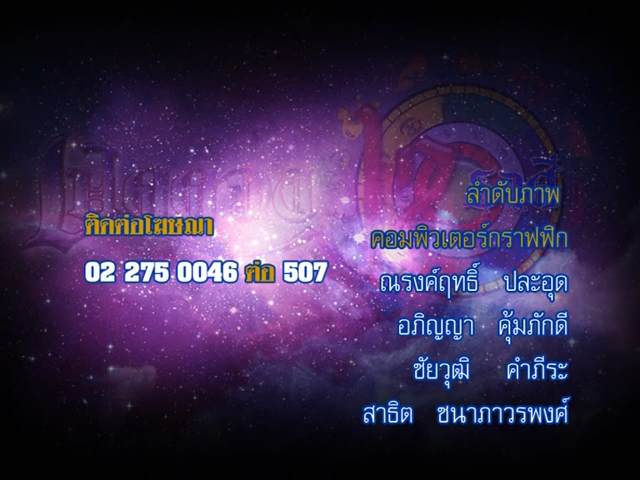 ติดต่อโฆษณา
02 275 0046 ต่อ 507
ลำดับภาพ
คอมพิวเตอร์กราฟฟิก
ณรงค์ฤทธิ์ ปละอุด
อภิญญา คุ้มภักดี
ชัยวุฒิ คำภีระ
สาธิต ชนาภาวรพงศ์